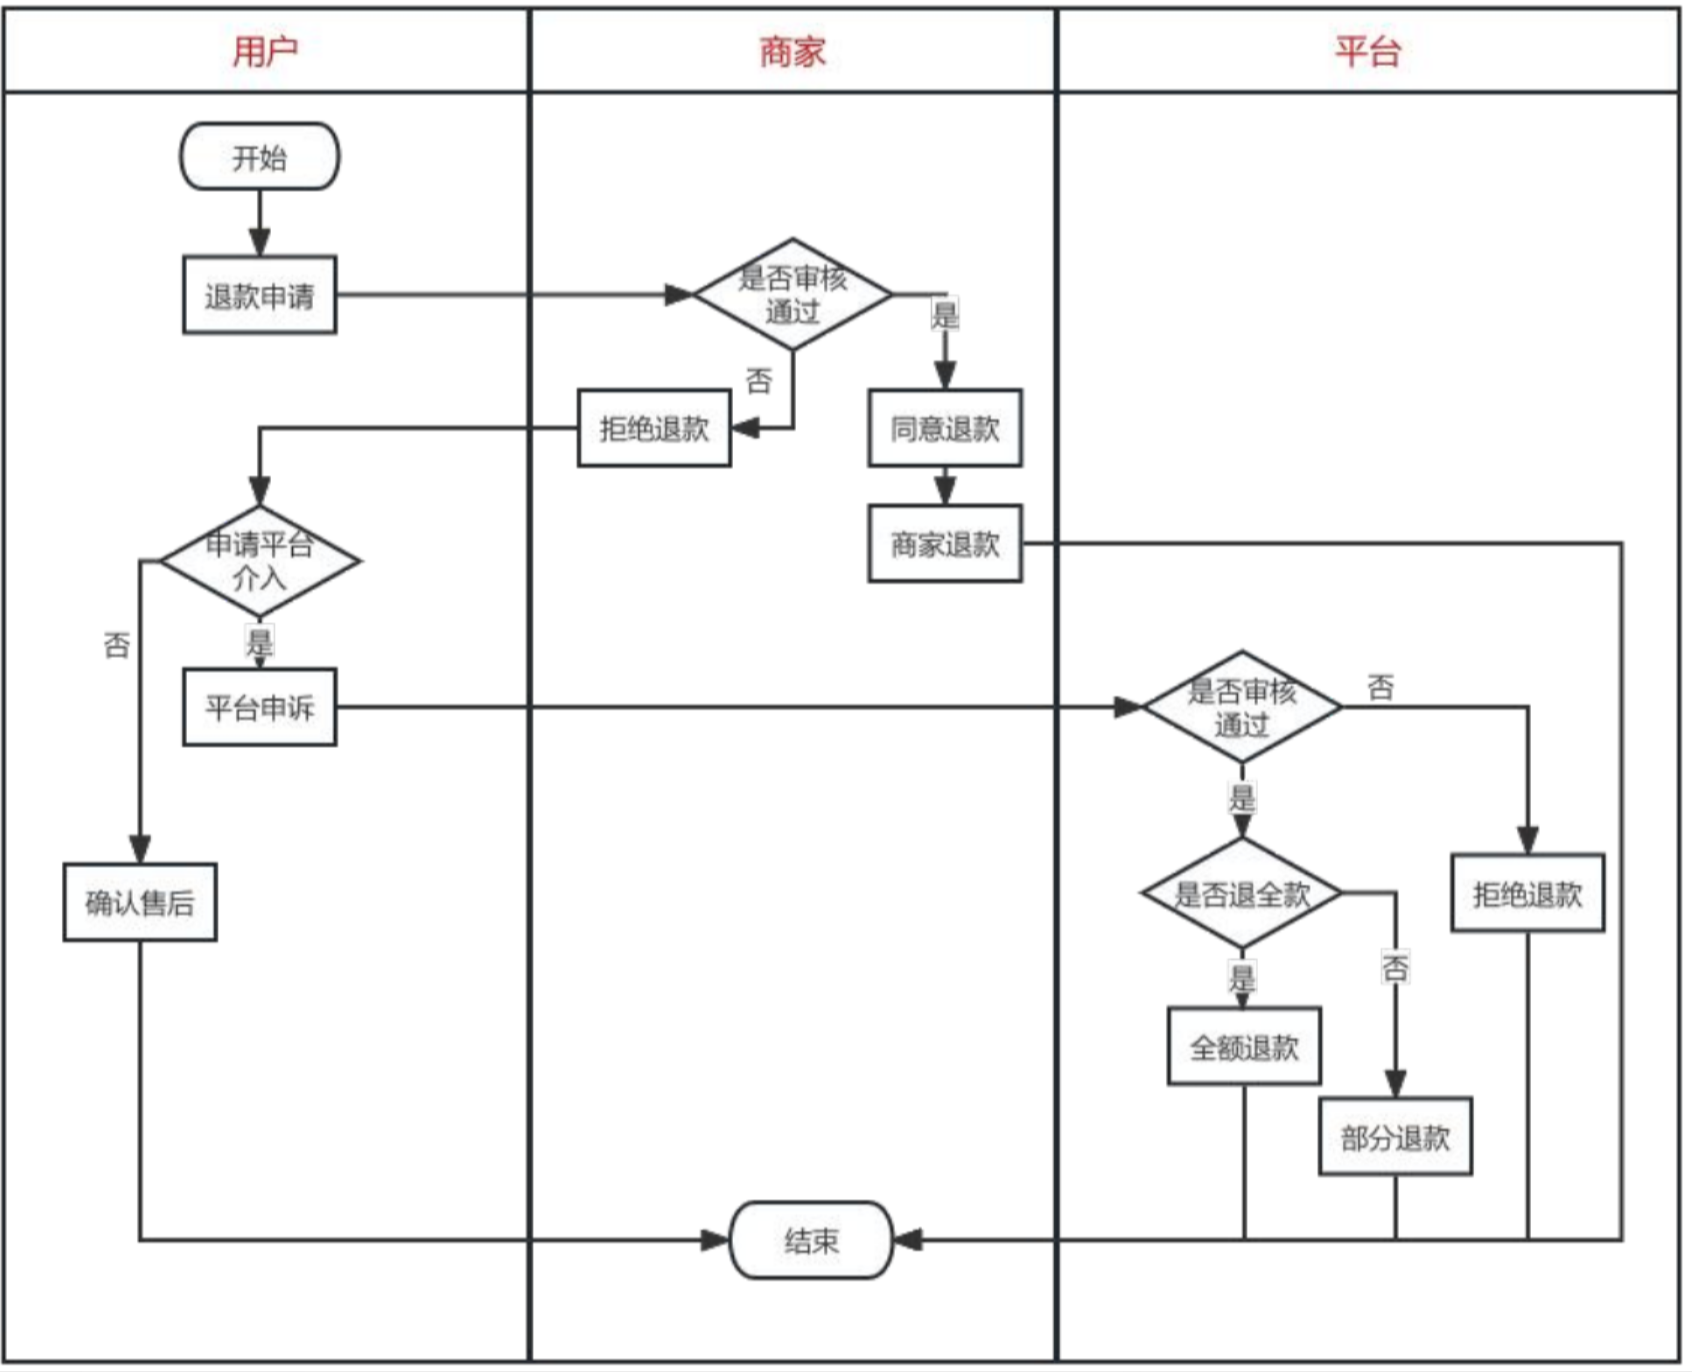 用户
商家
平台
开始
退款申请
是否审核
通过
是
否
拒绝退款
同意退款
商家退款
申请平台
介入
否
是
平台申诉
是否审核
通过
否
是
确认售后
是否退全款
拒绝退款
是
否
全额退款
部分退款
结束